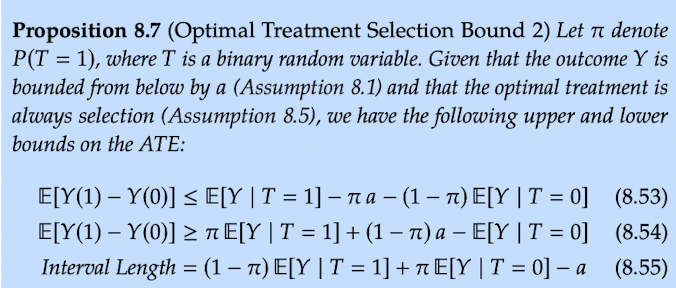 Proposition 8.7 (Optimal Treatment Selection Bound 2) Let π denote
P(T = 1), where T is a binary random variable. Given that the outcome Y is
bounded from below by a (Assumption 8.1) and that the optimal treatment is
always selection (Assumption 8.5), we have the following upper and lower
bounds on the ATE:
𝔼[Y(1) − Y(0)] ≤ 𝔼[Y | T = 1] − π a − (1 − π) 𝔼[Y | T = 0] (8.53)
𝔼[Y(1) − Y(0)] ≥ π 𝔼[Y | T = 1] + (1 − π) a − 𝔼[Y | T = 0] (8.54)
Interval Length = (1 − π) 𝔼[Y | T = 1] + π 𝔼[Y | T = 0] − a (8.55)